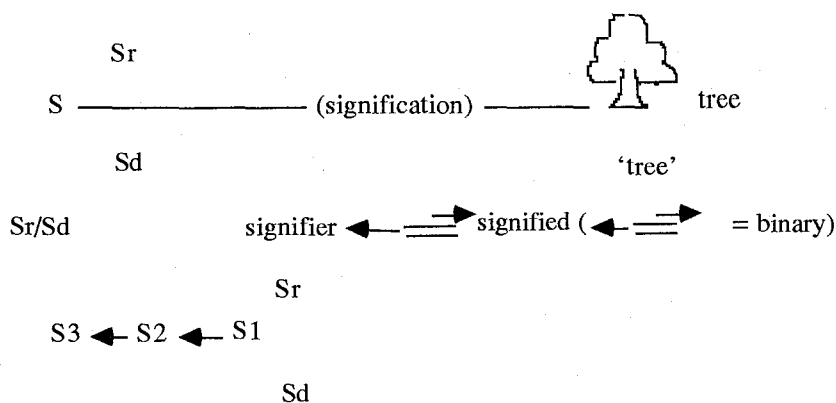 Sr
S (signification) tree
Sd ‘tree’
Sr/Sd signifier signified ( = binary)
Sr
S3 S2 S1
Sd